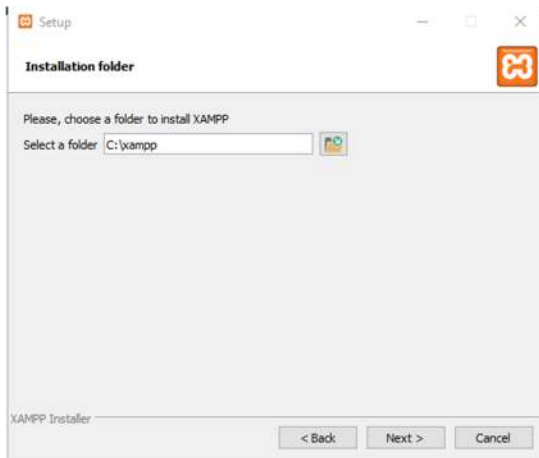 Setup
Installation folder
Please, choose a folder to install XAMPP
Select a folder C:\xampp
XAMPP Installer
< Back Next > Cancel